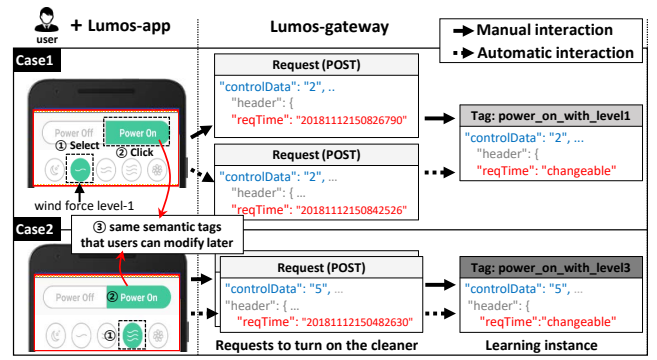 + Lumos-app
user
Lumos-gateway
Manual interaction
Automatic interaction
Case1
Power Off
Power On
① Select
② Click
wind force level-1
Request (POST)
"controlData": "2", ..
"header": {
"reqTime": "20181112150826790"
Request (POST)
"controlData": "2", ...
"header": { ...
"reqTime": "20181112150842526"
Tag: power_on_with_level1
"controlData": "2", ...
"header": {
"reqTime": "changeable"
③ same semantic tags
that users can modify later
Case2
Power Off
② Power On
①
Request (POST)
"controlData": "5", ...
"header": { ...
"reqTime": "20181112150482630"
Tag: power_on_with_level3
"controlData": "5", ...
"header": {
"reqTime":"changeable"
Requests to turn on the cleaner
Learning instance